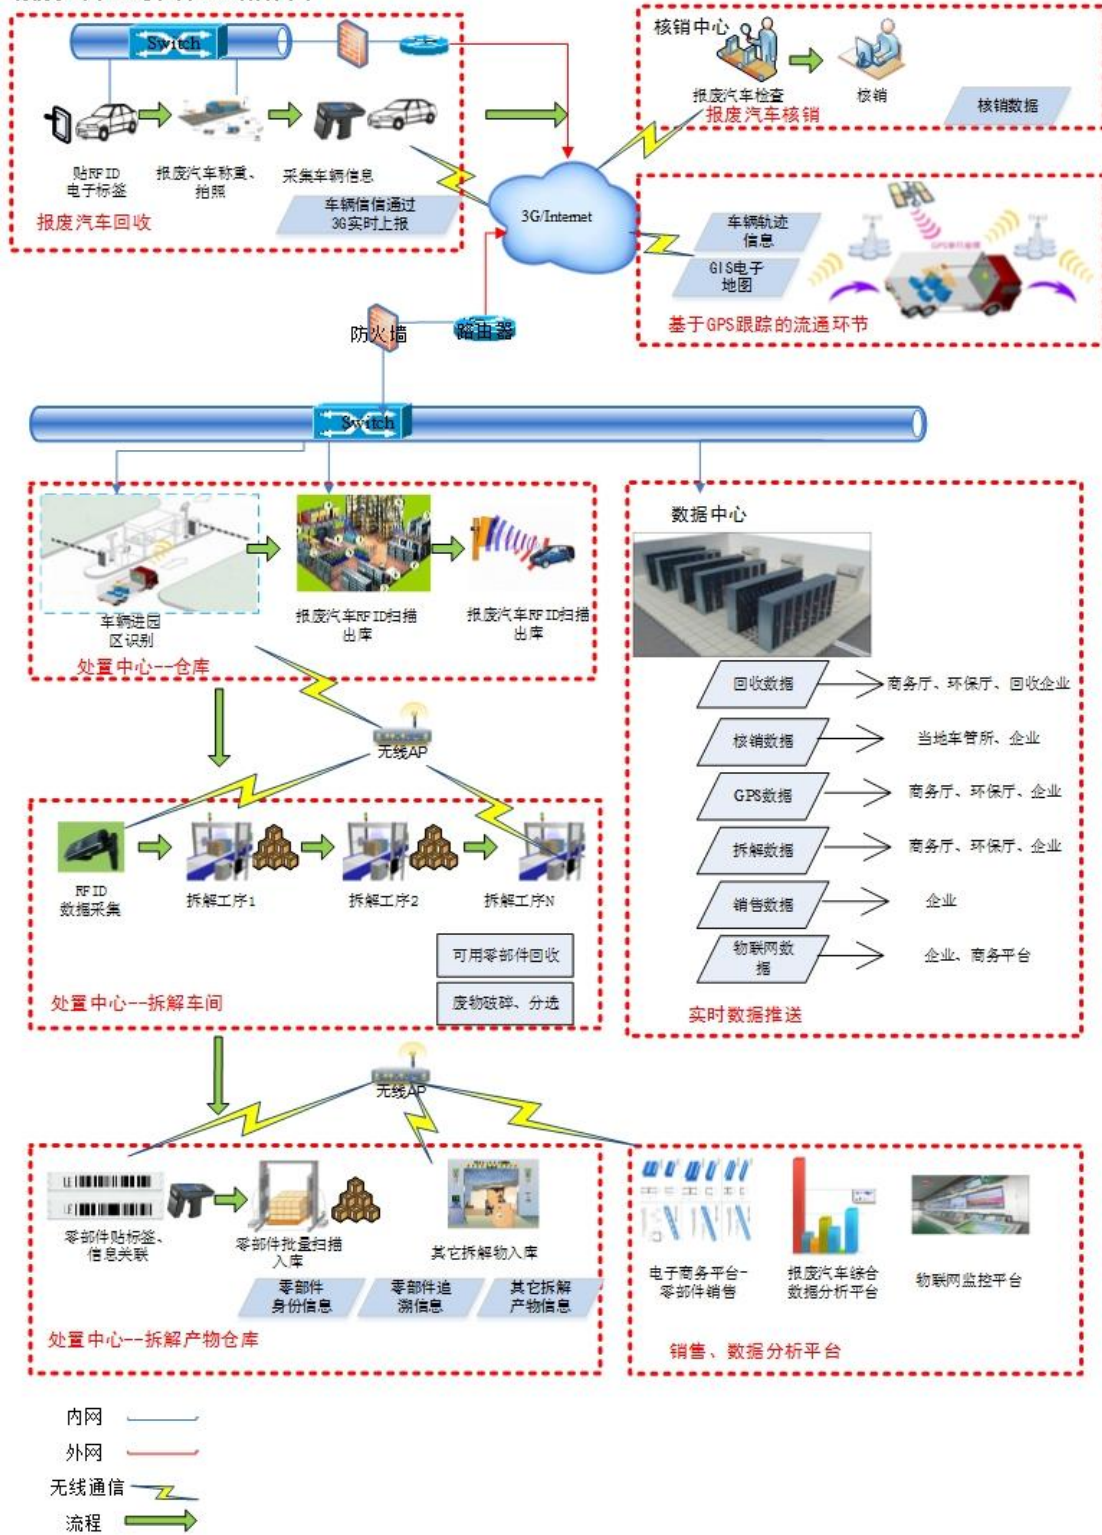 Switch
核销中心
报废汽车检查
核销
报废汽车核销
核销数据
贴RFID
电子标签
报废汽车称重、
拍照
采集车辆信息
车辆信信通过
3G实时上报
报废汽车回收
3G/Internet
车辆轨迹
信息
GIS电子
地图
基于GPS跟踪的流通环节
防火墙
路由器
Switch
车辆进园
区识别
报废汽车RFID扫描
出库
报废汽车RFID扫描
出库
处置中心--仓库
数据中心
回收数据
商务厅、环保厅、回收企业
核销数据
当地车管所、企业
GPS数据
商务厅、环保厅、企业
拆解数据
商务厅、环保厅、企业
销售数据
企业
物联网数
据
企业、商务平台
实时数据推送
无线AP
RFID
数据采集
拆解工序1
拆解工序2
拆解工序N
可用零部件回收
废物破碎、分选
处置中心--拆解车间
无线AP
零部件贴标签、
信息关联
零部件批量扫描
入库
其它拆解物入库
零部件
身份信息
零部件追
溯信息
其它拆解
产物信息
处置中心--拆解产物仓库
电子商务平台-
零部件销售
报废汽车综合
数据分析平台
物联网监控平台
销售、数据分析平台
内网
外网
无线通信
流程